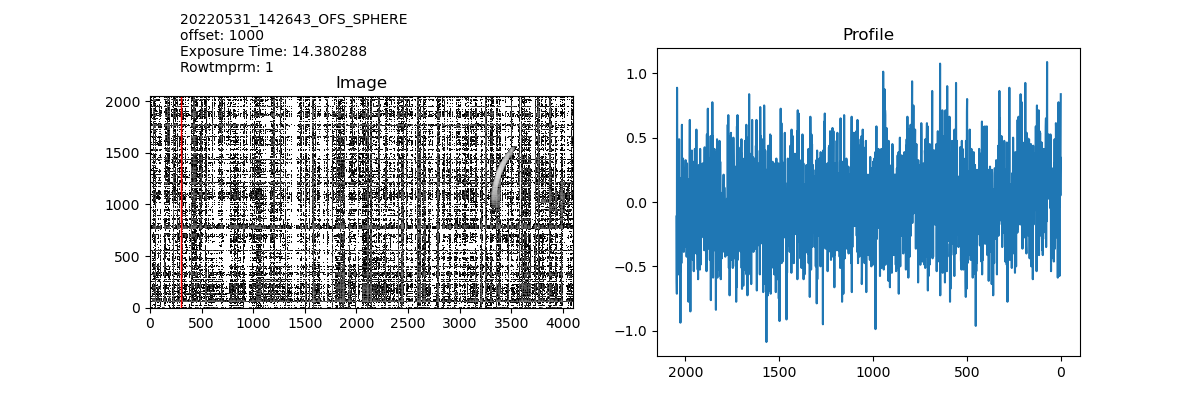 20220531_142643_OFS_SPHERE
offset: 1000
Exposure Time: 14.380288
Rowtmprm: 1
Image
2000
1500
1000
500
0
0 500 1000 1500 2000 2500 3000 3500 4000
Profile
1.0
0.5
0.0
−0.5
−1.0
2000 1500 1000 500 0